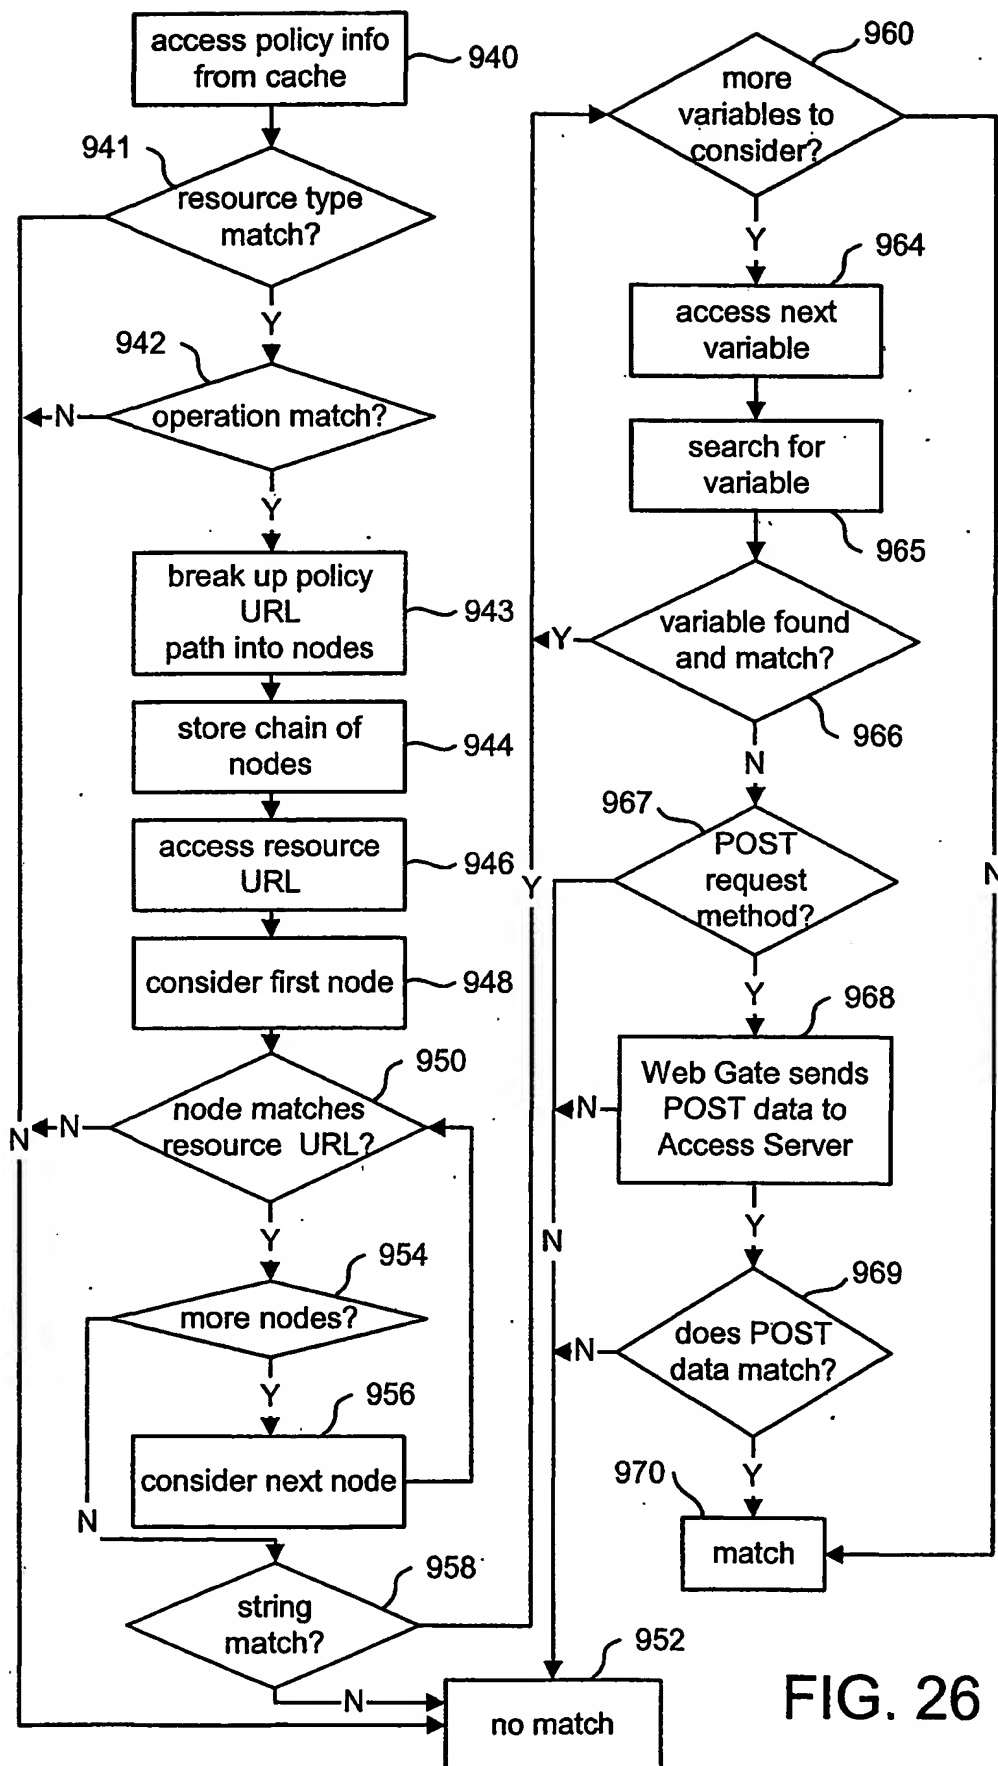 access policy info
from cache
940
941
resource type
match?
Y
942
operation match?
N
Y
break up policy
URL
path into nodes
943
store chain of
nodes
944
access resource
URL
946
consider first node
948
950
node matches
resource URL?
N
N
Y
954
more nodes?
Y
956
consider next node
N
958
string
match?
N
Y
952
no match
960
more
variables to
consider?
Y
N
964
access next
variable
search for
variable
965
variable found
and match?
Y
966
N
967
POST
request
method?
Y
N
968
Web Gate sends
POST data to
Access Server
N
Y
969
does POST
data match?
N
Y
970
match
FIG. 26